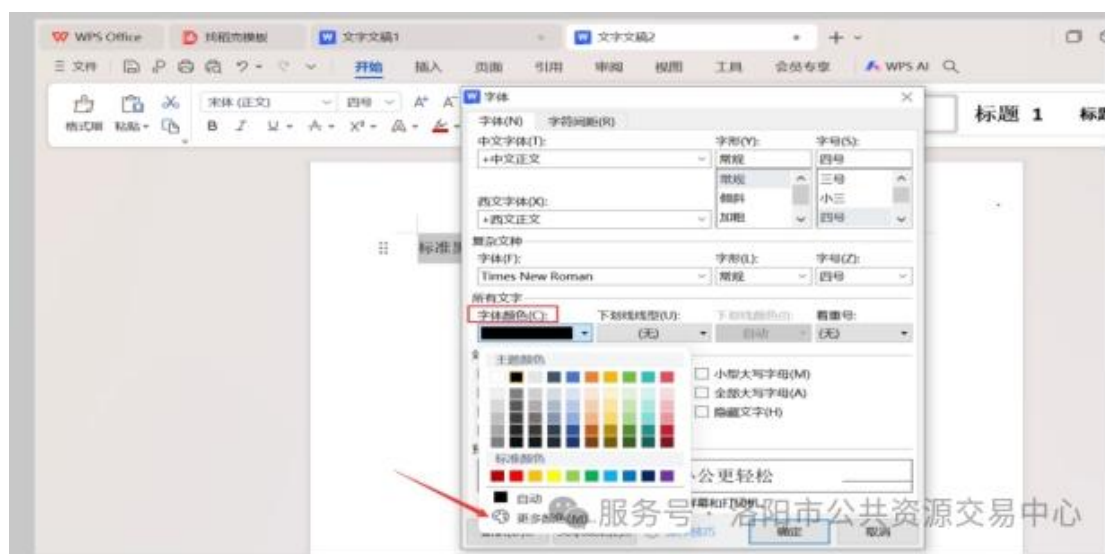 WPS Office 找稻壳模板 文字文稿1 文字文稿2
三 文件 开始 插入 页面 引用 审阅 视图 工具 会员专享 WPS AI
宋体 (正文) 四号 A⁺ A⁻
格式刷 粘贴 B I U A X² A 标题 1 标题
字体
字体(N) 字符间距(R)
中文字体(T): 字形(Y): 字号(S):
+中文正文 常规 四号
常规 三号
倾斜 小三
西文字体(X):
+西文正文 加粗 四号
标准
复杂文种
字体(F): 字形(L): 字号(Z):
Times New Roman 常规 四号
所有文字
字体颜色(C): 下划线线型(U): 下划线颜色(I): 着重号:
(无) 自动 (无)
主题颜色
小型大写字母(M)
全部大写字母(A)
隐藏文字(H)
标准颜色
公更轻松
自动
更多颜色(M)...
服务号 洛阳市公共资源交易中心
确定 取消